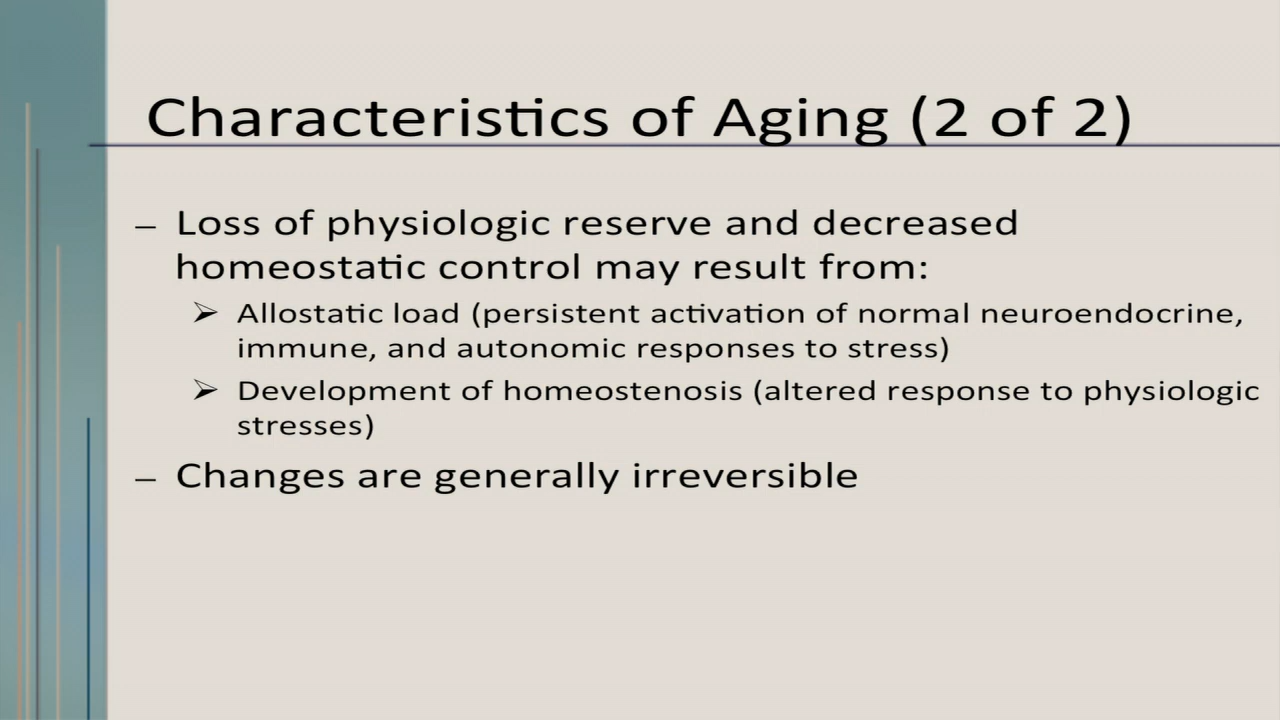 Characteristics of Aging (2 of 2)
– Loss of physiologic reserve and decreased
homeostatic control may result from:
➢ Allostatic load (persistent activation of normal neuroendocrine,
immune, and autonomic responses to stress)
➢ Development of homeostenosis (altered response to physiologic
stresses)
– Changes are generally irreversible